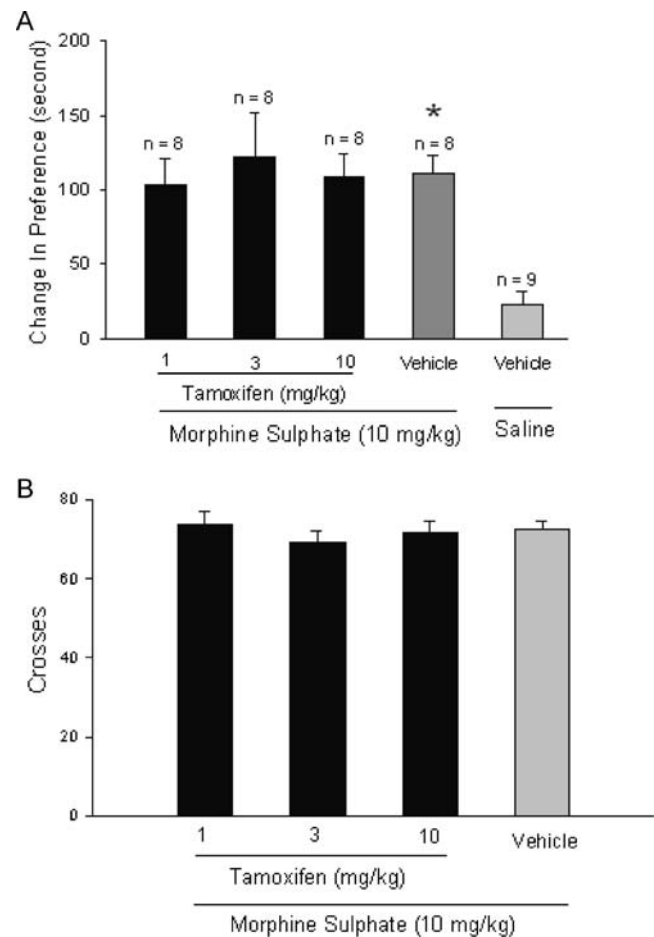 A
Change In Preference (second)
200
150
100
50
0
n = 8
n = 8
n = 8
*
n = 8
n = 9
1
3
10
Vehicle
Vehicle
Tamoxifen (mg/kg)
Morphine Sulphate (10 mg/kg)
Saline
B
Crosses
80
60
40
20
0
1
3
10
Vehicle
Tamoxifen (mg/kg)
Morphine Sulphate (10 mg/kg)